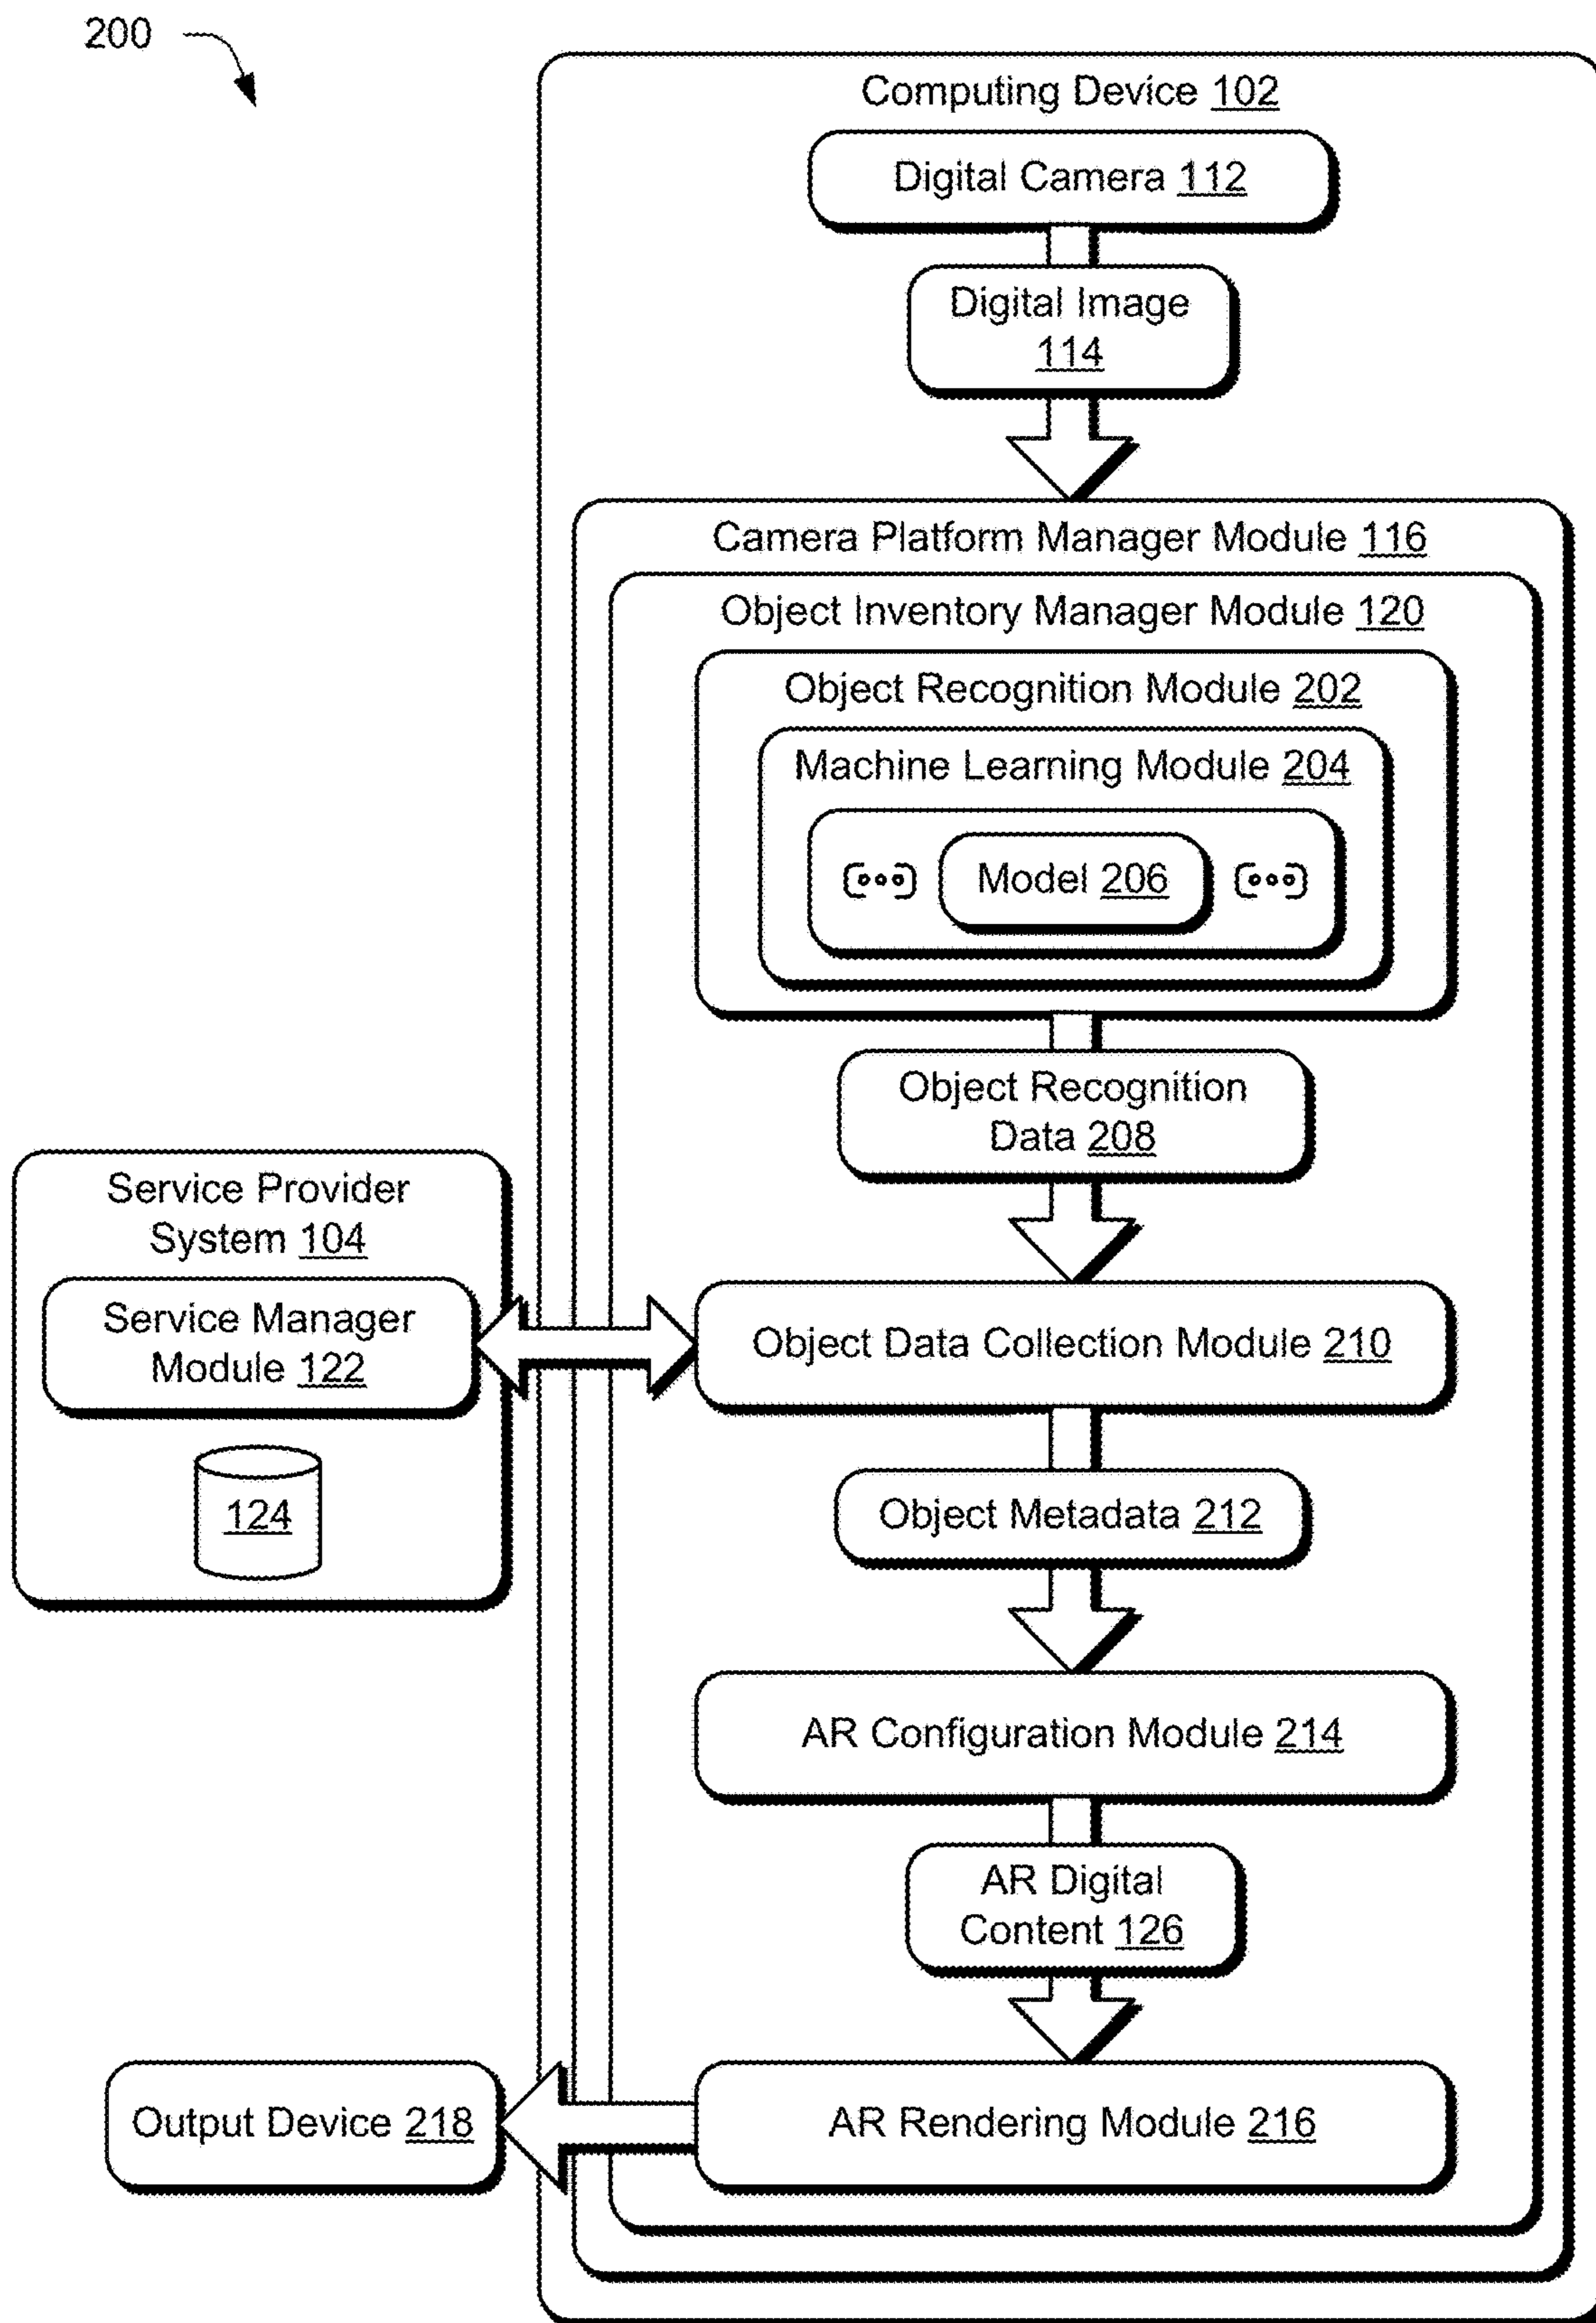 200
Computing Device 102
Digital Camera 112
Digital Image
114
Camera Platform Manager Module 116
Object Inventory Manager Module 120
Object Recognition Module 202
Machine Learning Module 204
Model 206
Object Recognition
Data 208
Service Provider
System 104
Service Manager
Module 122
124
Object Data Collection Module 210
Object Metadata 212
AR Configuration Module 214
AR Digital
Content 126
Output Device 218
AR Rendering Module 216